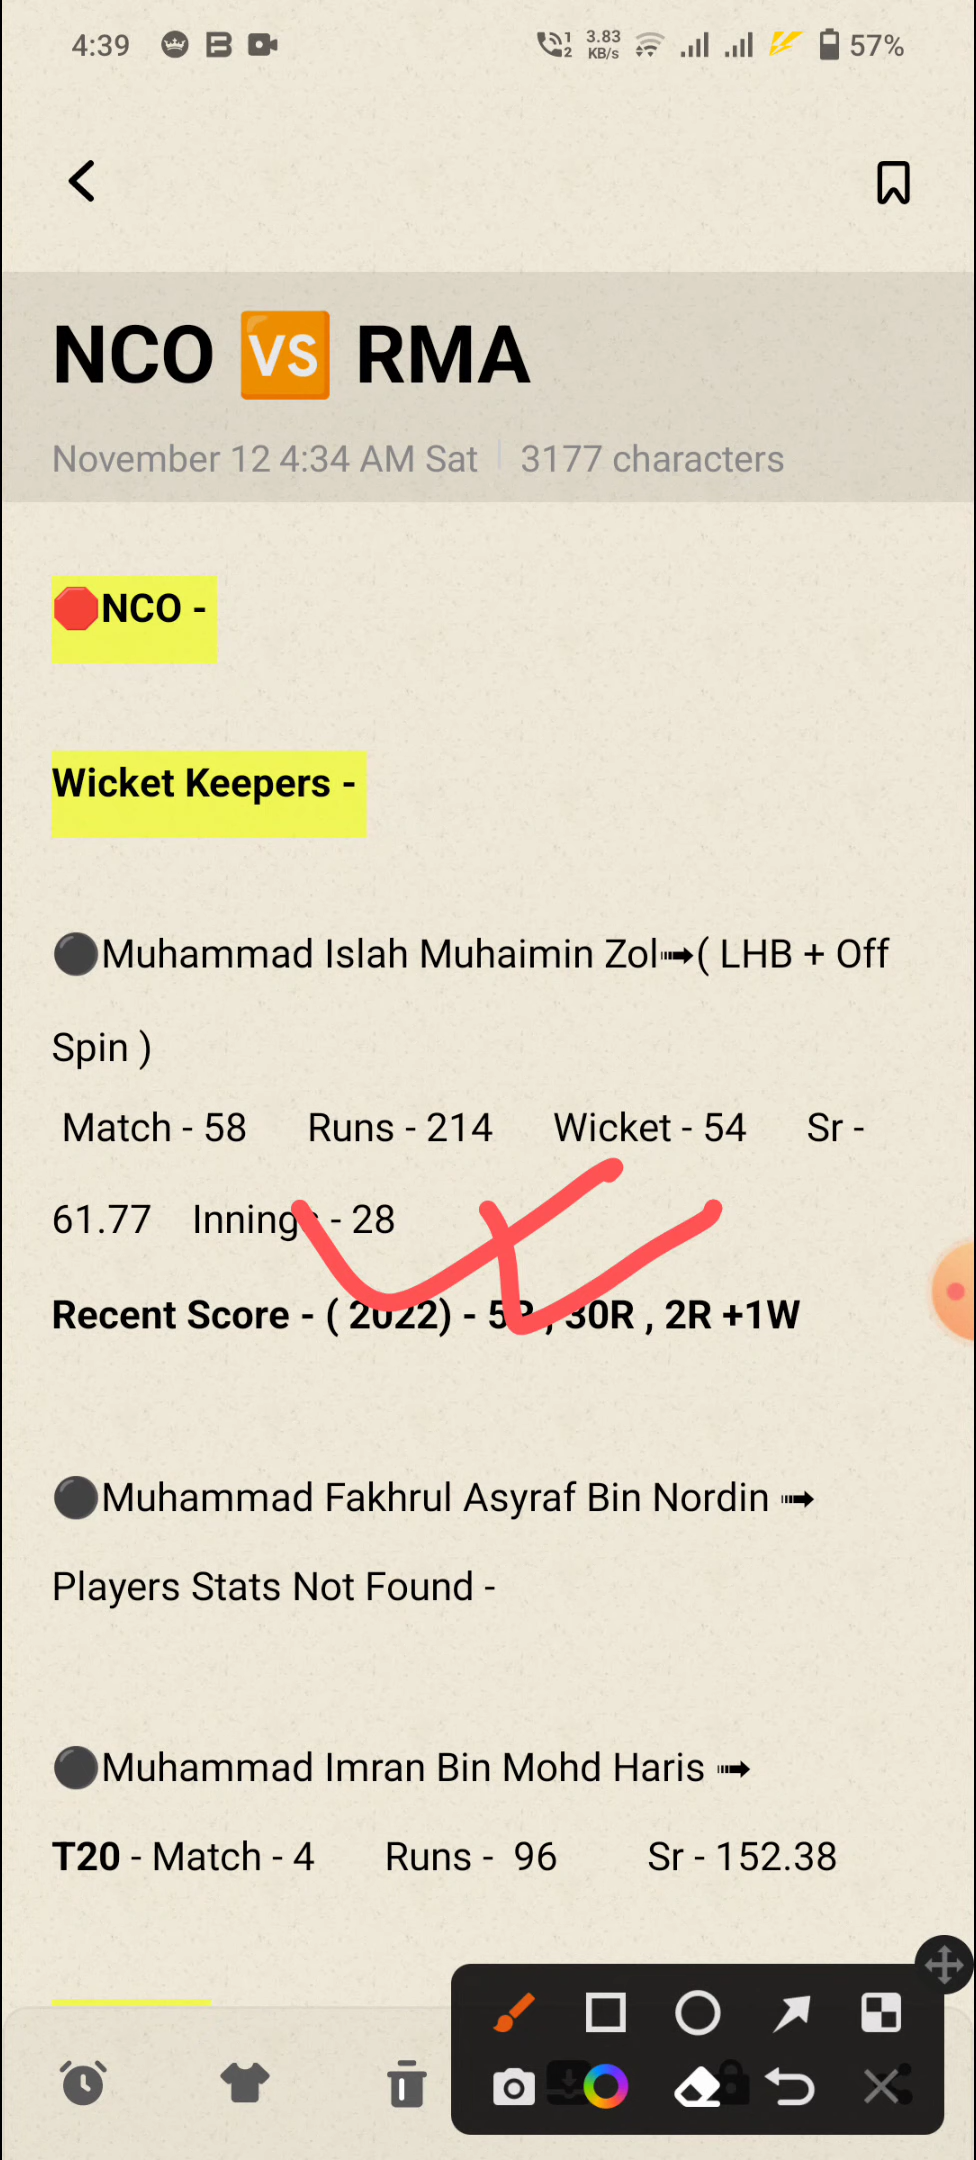 4:39 3.83 KB/s 57%
NCO VS RMA
November 12 4:34 AM Sat | 3177 characters
NCO -
Wicket Keepers -
Muhammad Islah Muhaimin Zol➟( LHB + Off
Spin )
Match - 58 Runs - 214 Wicket - 54 Sr -
61.77 Innings - 28
Recent Score - ( 2022) - 5R, 30R , 2R +1W
Muhammad Fakhrul Asyraf Bin Nordin ➟
Players Stats Not Found -
Muhammad Imran Bin Mohd Haris ➟
T20 - Match - 4 Runs - 96 Sr - 152.38